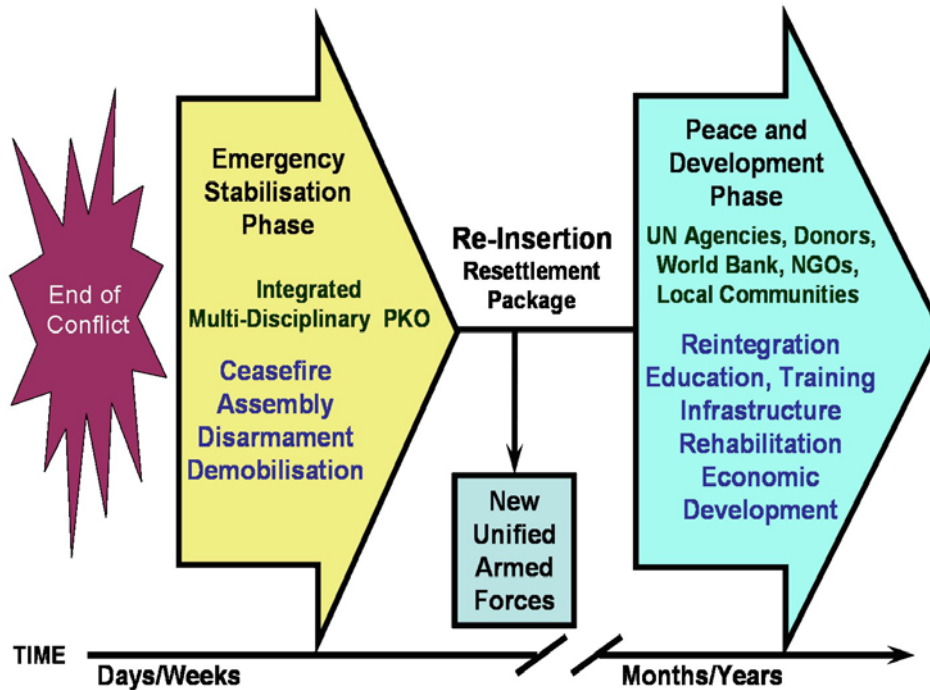 End of
Conflict
Emergency
Stabilisation
Phase
Integrated
Multi-Disciplinary PKO
Ceasefire
Assembly
Disarmament
Demobilisation
Re-Insertion
Resettlement
Package
New
Unified
Armed
Forces
Peace and
Development
Phase
UN Agencies, Donors,
World Bank, NGOs,
Local Communities
Reintegration
Education, Training
Infrastructure
Rehabilitation
Economic
Development
TIME
Days/Weeks
Months/Years